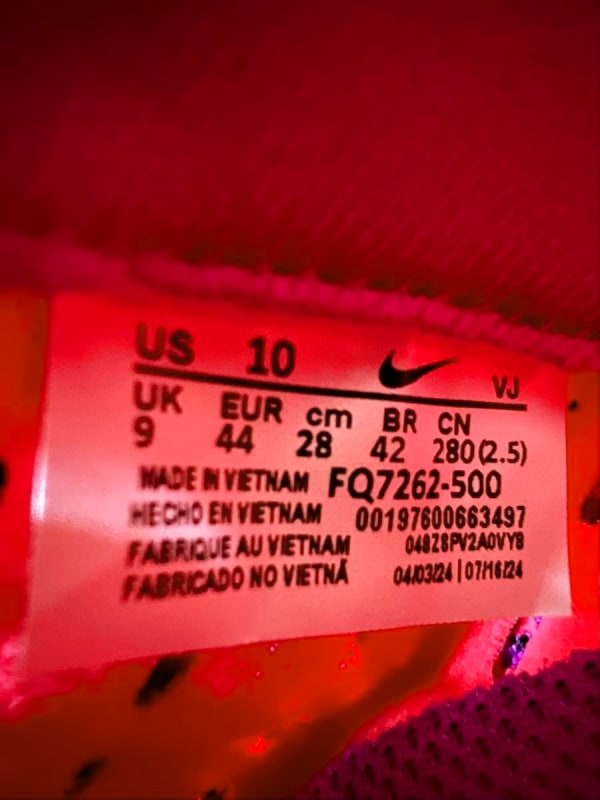 US 10
VJ
UK EUR cm BR CN
9 44 28 42 280(2.5)
MADE IN VIETNAM FQ7262-500
HECHO EN VIETNAM 00197600663497
FABRIQUE AU VIETNAM 04828PV2A0VYB
FABRICADO NO VIETNÃ 04/03/24 | 07/16/24